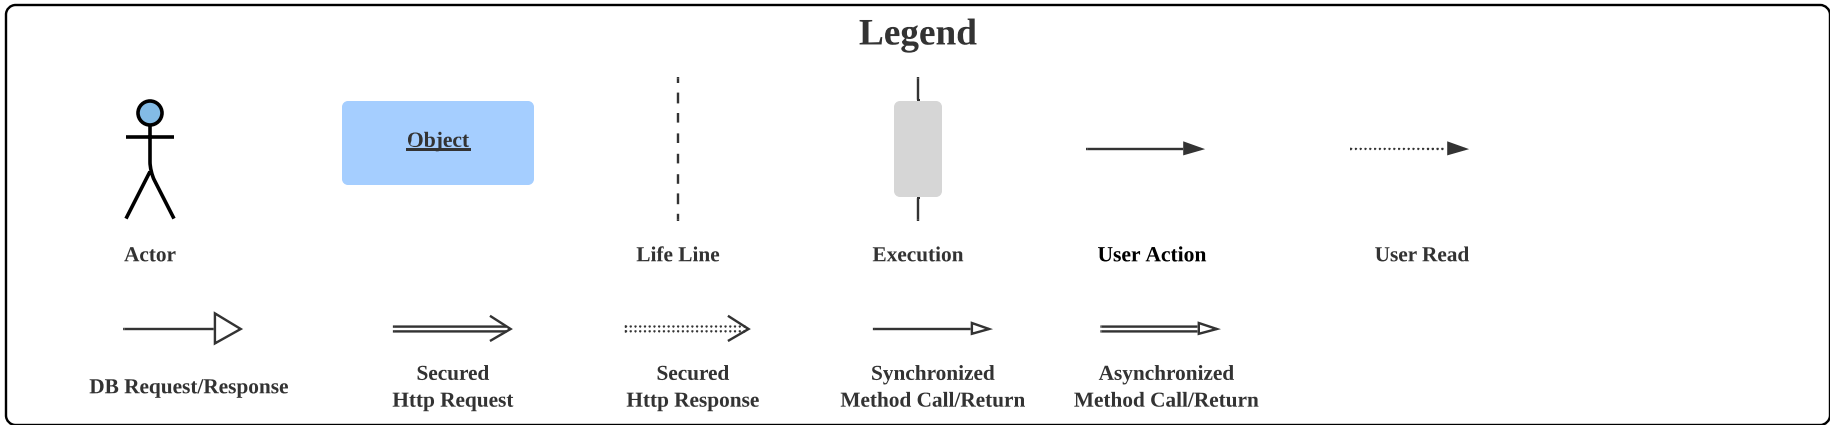 Legend
Object
Actor
Life Line
Execution
User Action
User Read
DB Request/Response
Secured
Http Request
Secured
Http Response
Synchronized
Method Call/Return
Asynchronized
Method Call/Return